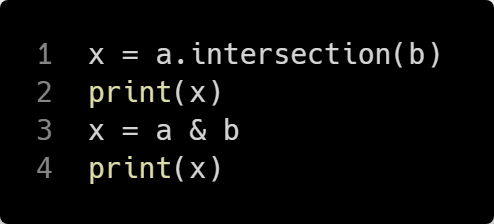 1 x = a.intersection(b)
2 print(x)
3 x = a & b
4 print(x)